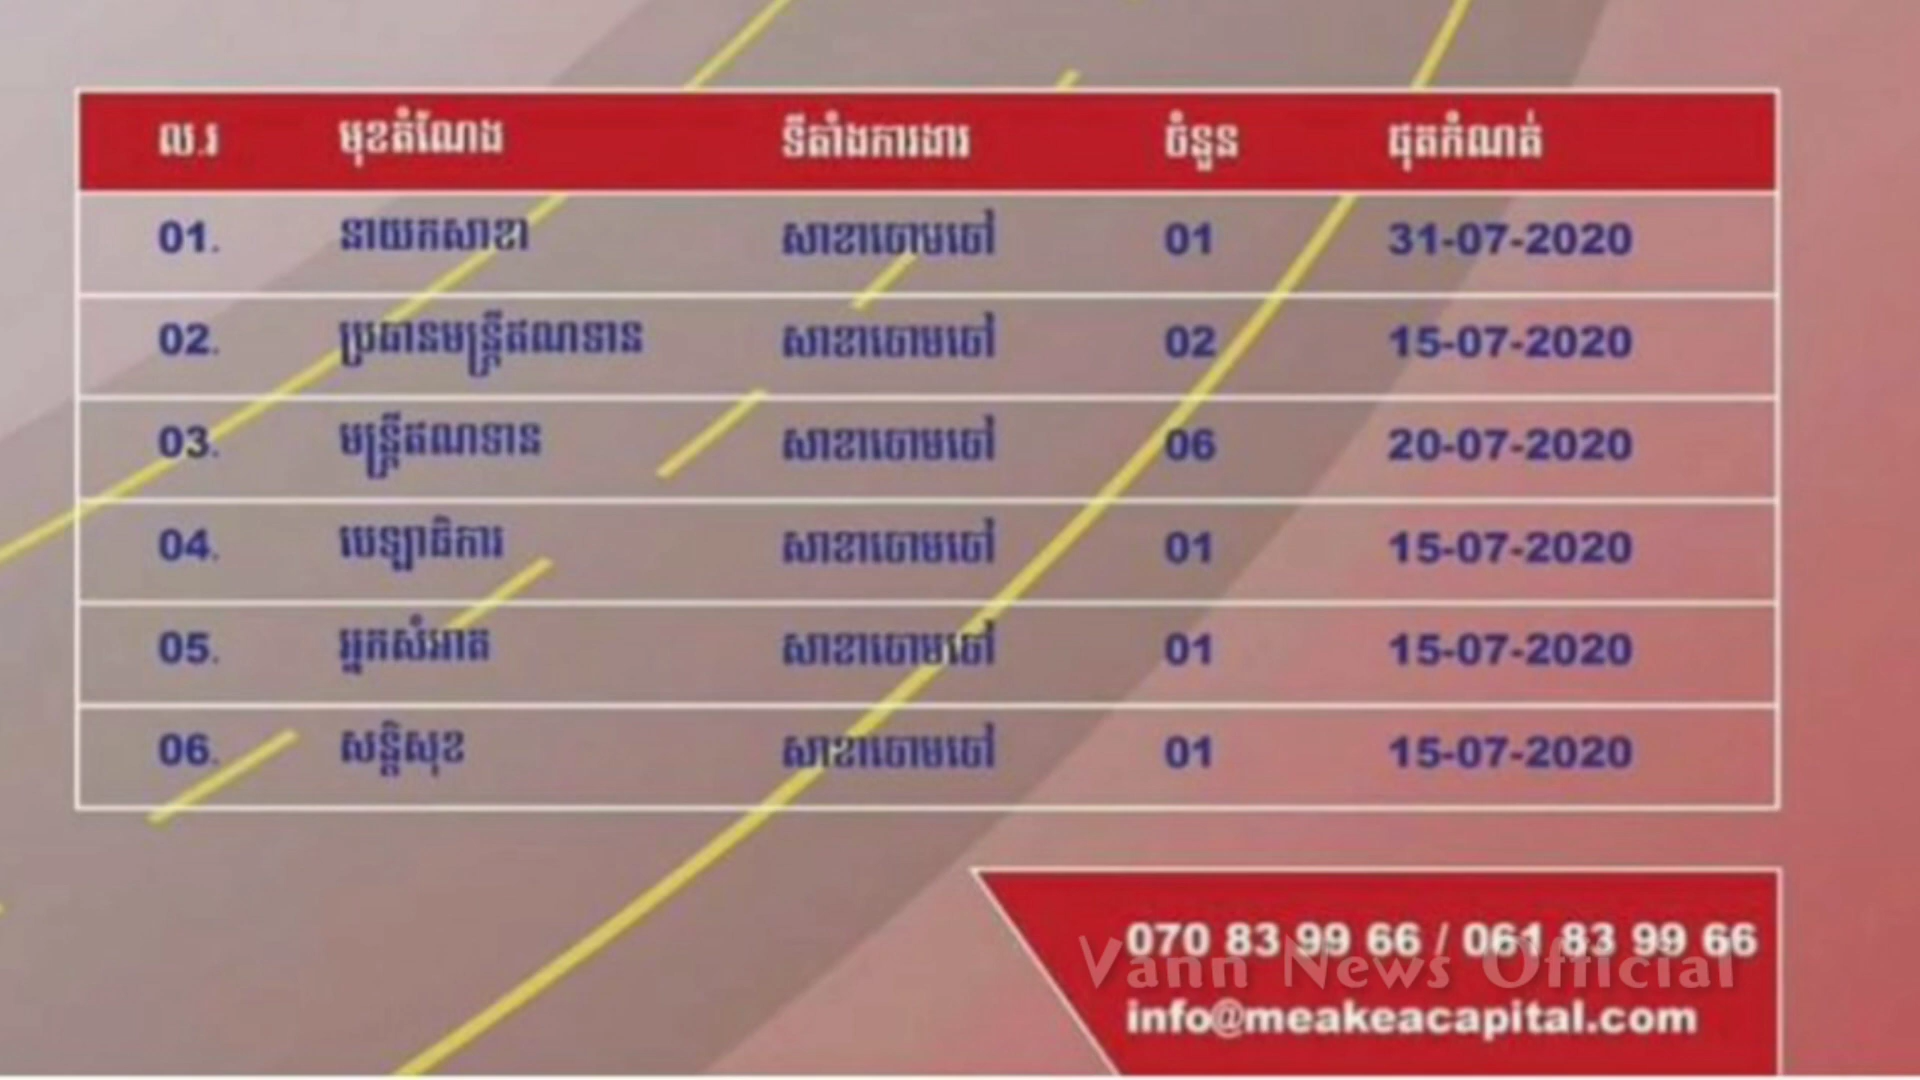 ល.រ មុខតំណែង ទីតាំងការងារ ចំនួន ផុតកំណត់
01. នាយកសាខា សាខាចោមចៅ 01 31-07-2020
02. ប្រធានមន្ត្រីឥណទាន សាខាចោមចៅ 02 15-07-2020
03. មន្ត្រីឥណទាន សាខាចោមចៅ 06 20-07-2020
04. បេឡាធិការ សាខាចោមចៅ 01 15-07-2020
05. អ្នកសំអាត សាខាចោមចៅ 01 15-07-2020
06. សន្តិសុខ សាខាចោមចៅ 01 15-07-2020
070 83 99 66 / 061 83 99 66
Vann News Official
info@meakeacapital.com